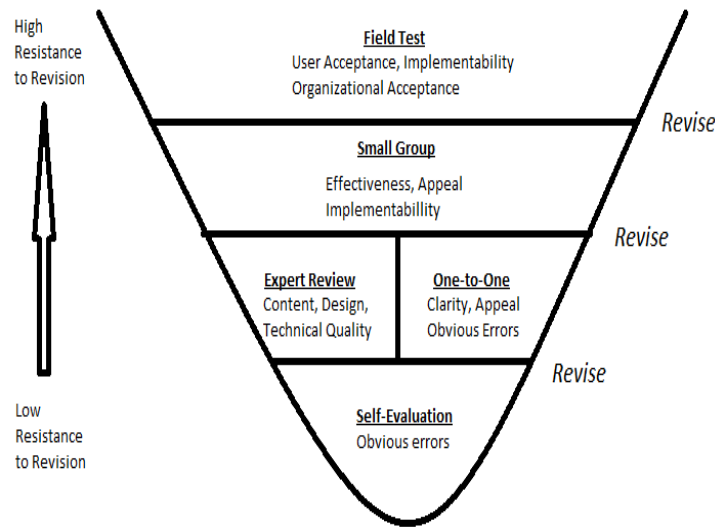 High
Resistance
to Revision
Field Test
User Acceptance, Implementability
Organizational Acceptance
Revise
Small Group
Effectiveness, Appeal
Implementabillity
Revise
Expert Review
Content, Design,
Technical Quality
One-to-One
Clarity, Appeal
Obvious Errors
Revise
Self-Evaluation
Obvious errors
Low
Resistance
to Revision